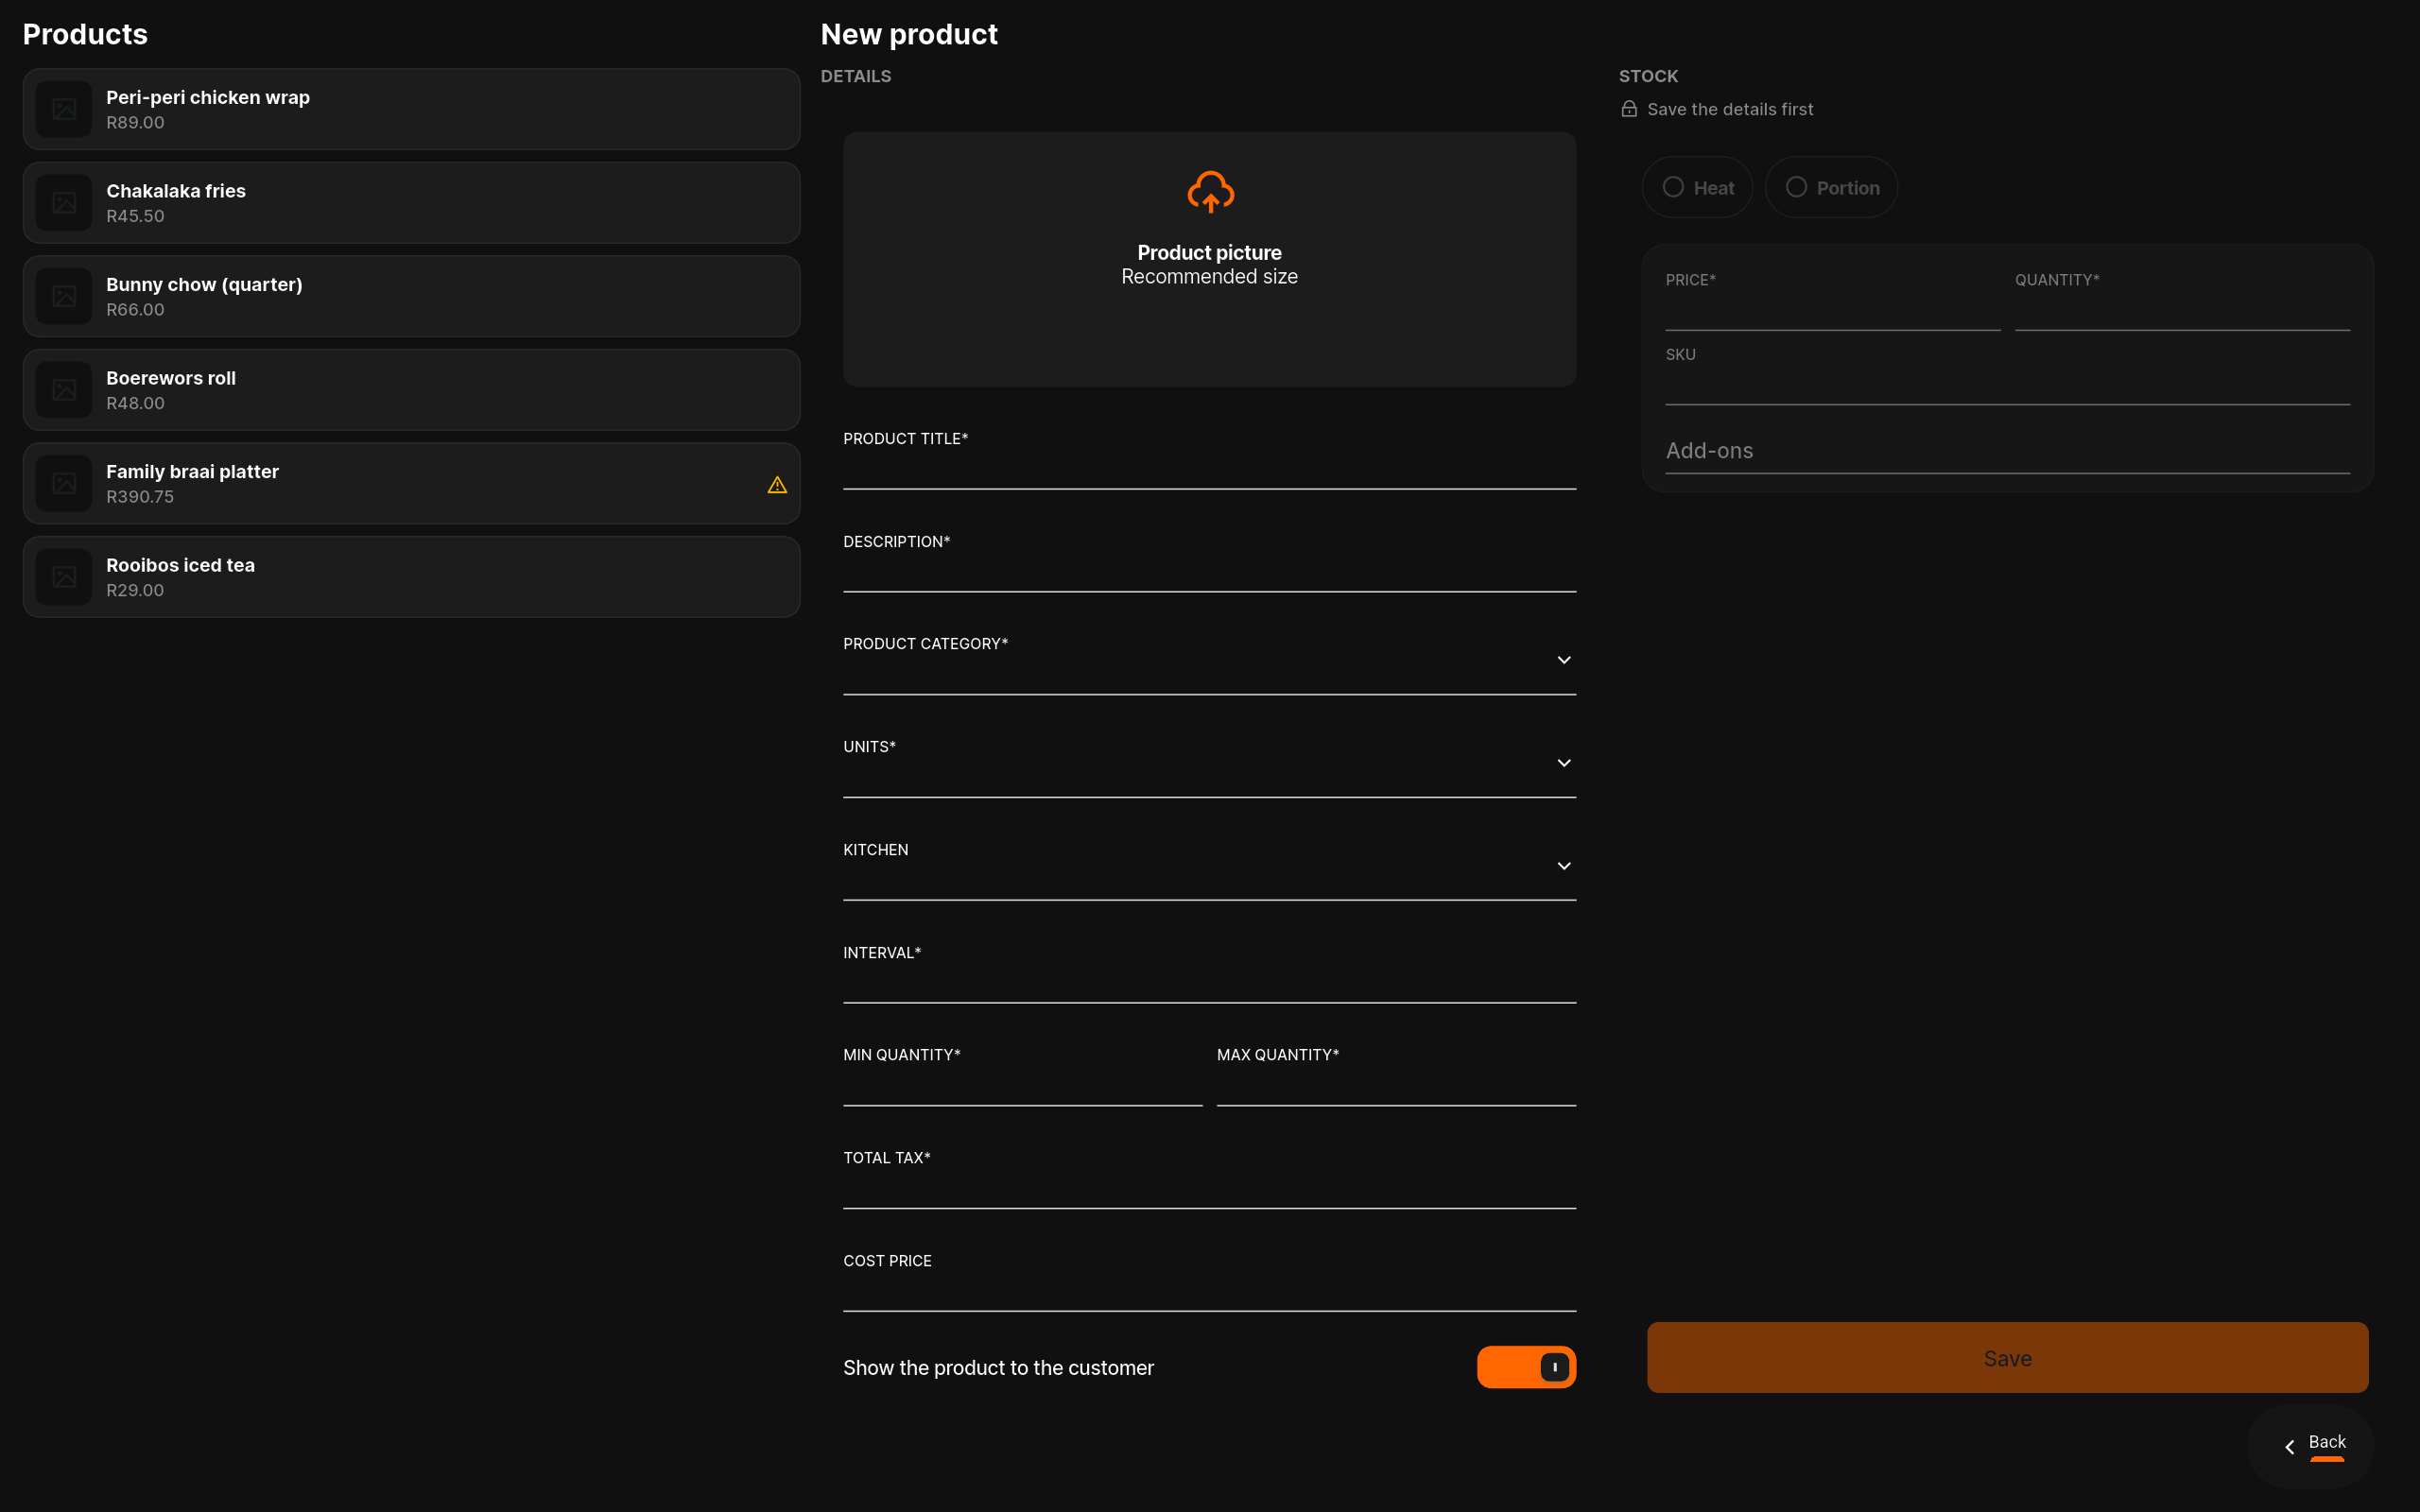 Products
Peri-peri chicken wrap
R89.00
Chakalaka fries
R45.50
Bunny chow (quarter)
R66.00
Boerewors roll
R48.00
Family braai platter
R390.75
Rooibos iced tea
R29.00
New product
DETAILS
Product picture
Recommended size
PRODUCT TITLE*
DESCRIPTION*
PRODUCT CATEGORY*
UNITS*
KITCHEN
INTERVAL*
MIN QUANTITY* MAX QUANTITY*
TOTAL TAX*
COST PRICE
Show the product to the customer
STOCK
Save the details first
Heat Portion
PRICE* QUANTITY*
SKU
Add-ons
Save
Back